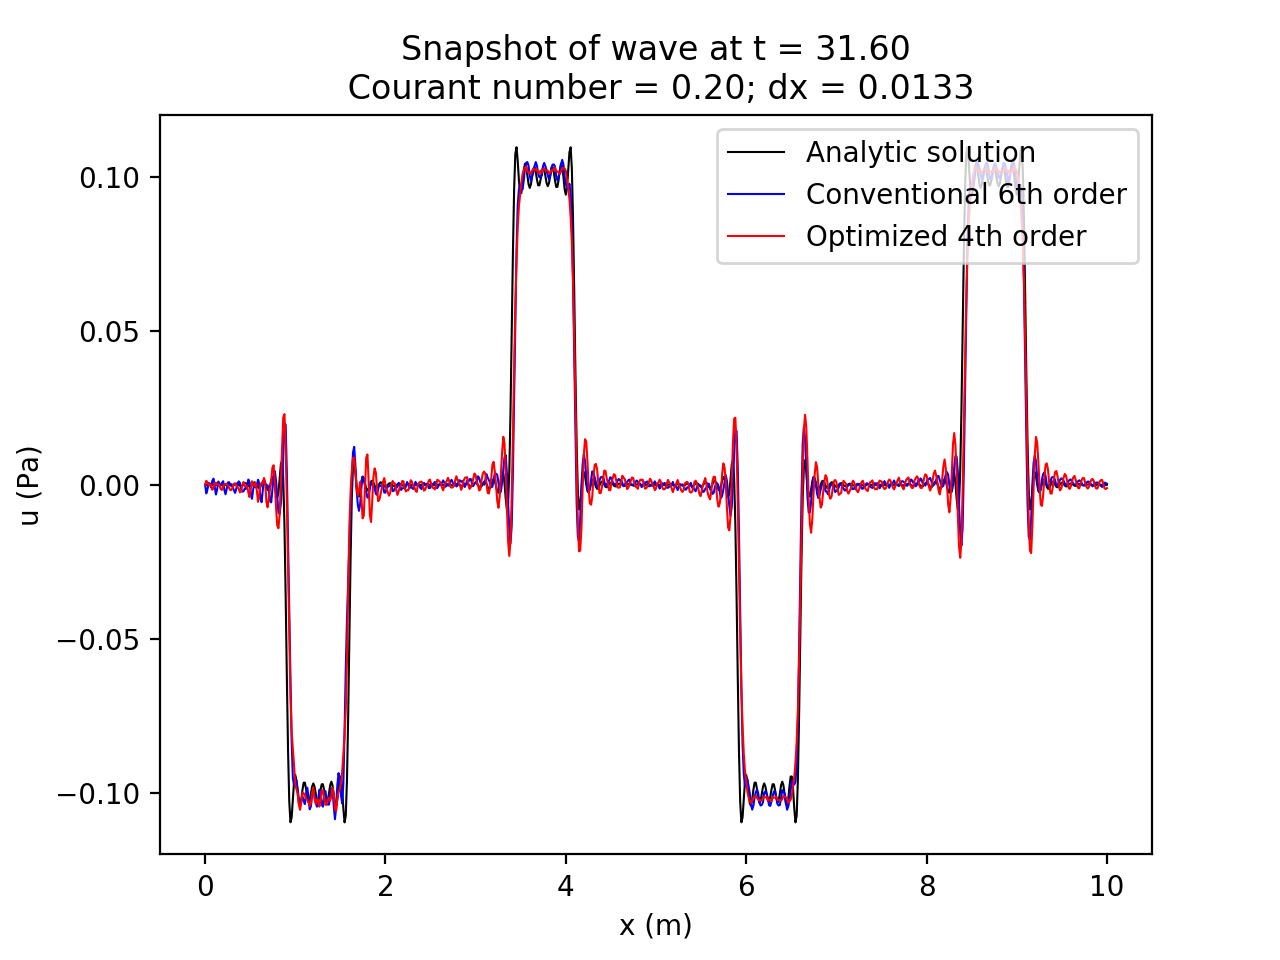 Snapshot of wave at t = 31.60
Courant number = 0.20; dx = 0.0133
Analytic solution
Conventional 6th order
Optimized 4th order
0.10
0.05
0.00
−0.05
−0.10
u (Pa)
0 2 4 6 8 10
x (m)